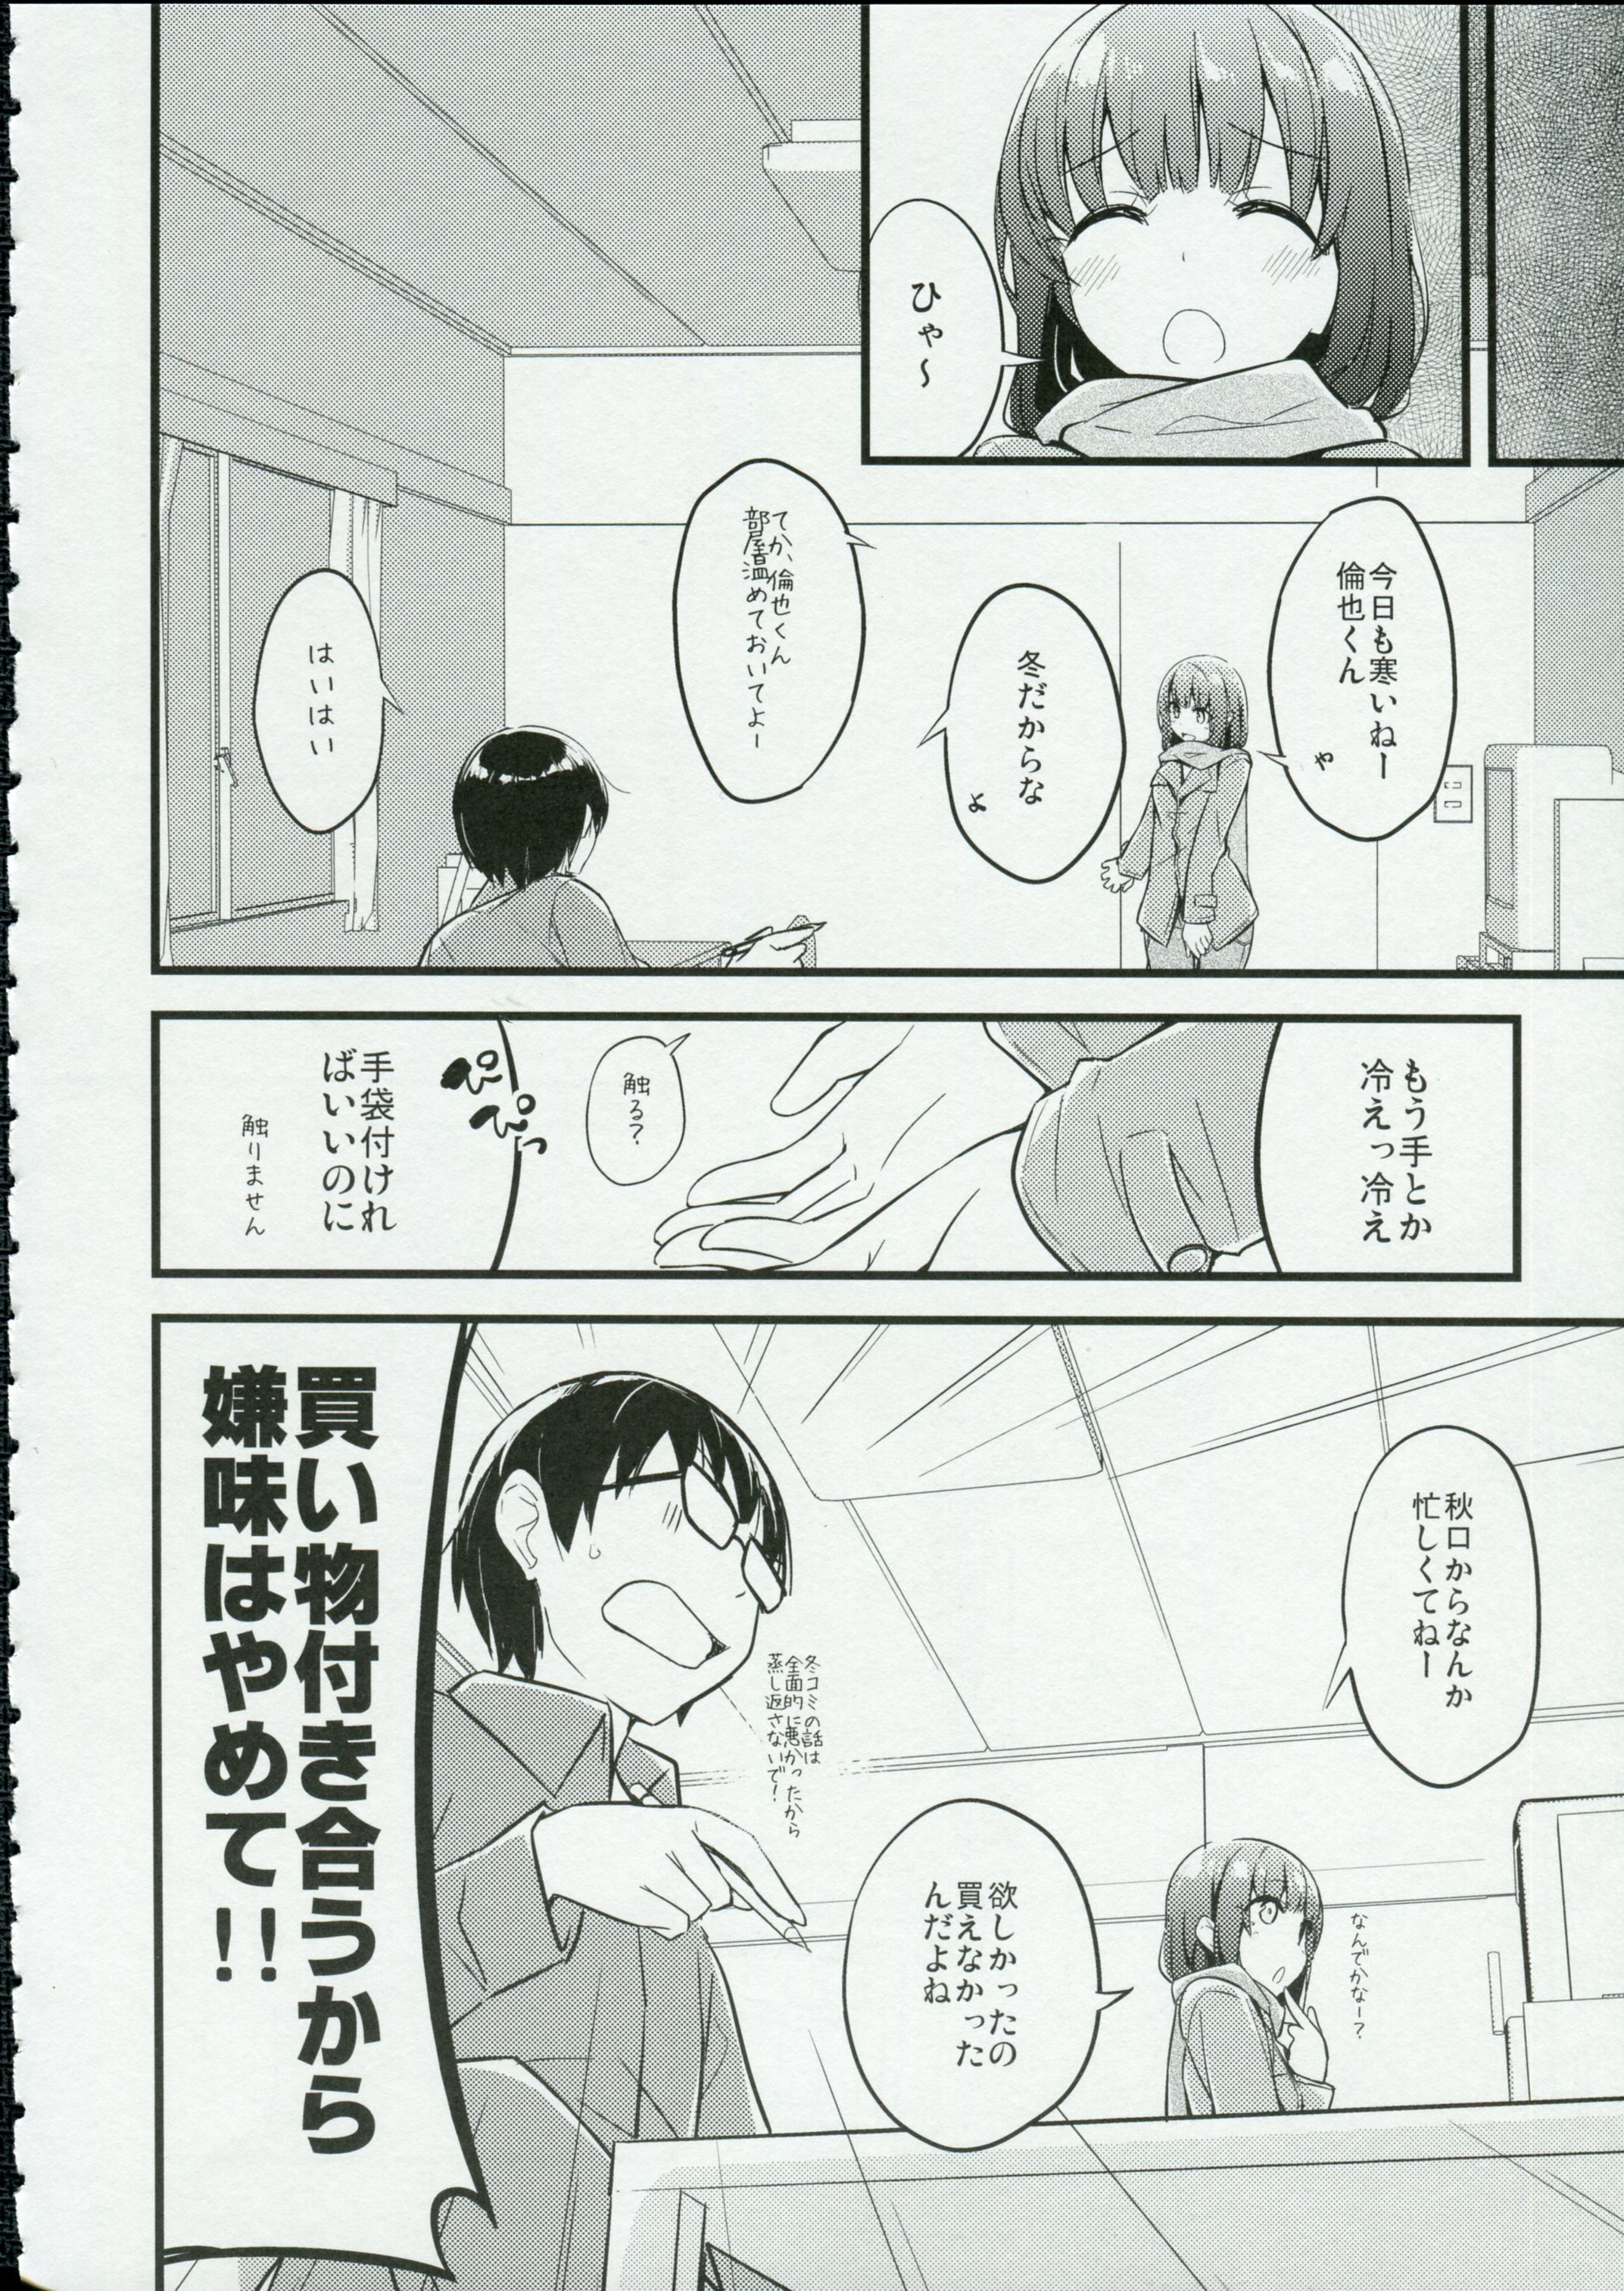 ひゃ～
今日も寒いねー
倫也くん
や
冬だからな
よ
てか、倫也くん
部屋温めておいてよー
はいはい
もう手とか
冷えっ冷え
触る?
ぴ
ぴっ
手袋付けれ
ばいいのに
触りません
秋口からなんか
忙しくてねー
なんでかなー?
欲しかったの
買えなかった
んだよね
冬コミの話は
全面的に悪かったから
蒸し返さないで!
買い物付き合うから
嫌味はやめて!!